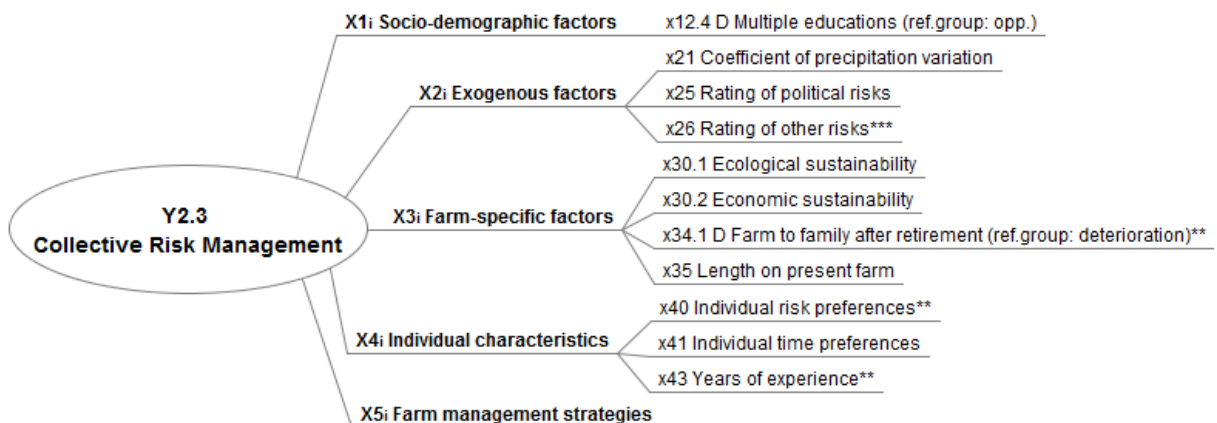 X1i Socio-demographic factors
x12.4 D Multiple educations (ref.group: opp.)
x21 Coefficient of precipitation variation
X2i Exogenous factors
x25 Rating of political risks
x26 Rating of other risks***
x30.1 Ecological sustainability
x30.2 Economic sustainability
Y2.3
Collective Risk Management
X3i Farm-specific factors
x34.1 D Farm to family after retirement (ref.group: deterioration)**
x35 Length on present farm
x40 Individual risk preferences**
X4i Individual characteristics
x41 Individual time preferences
x43 Years of experience**
X5i Farm management strategies